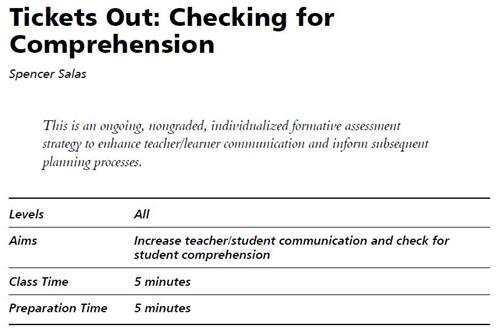 Tickets Out: Checking for
Comprehension
Spencer Salas
This is an ongoing, nongraded, individualized formative assessment
strategy to enhance teacher/learner communication and inform subsequent
planning processes.
Levels All
Aims Increase teacher/student communication and check for
student comprehension
Class Time 5 minutes
Preparation Time 5 minutes